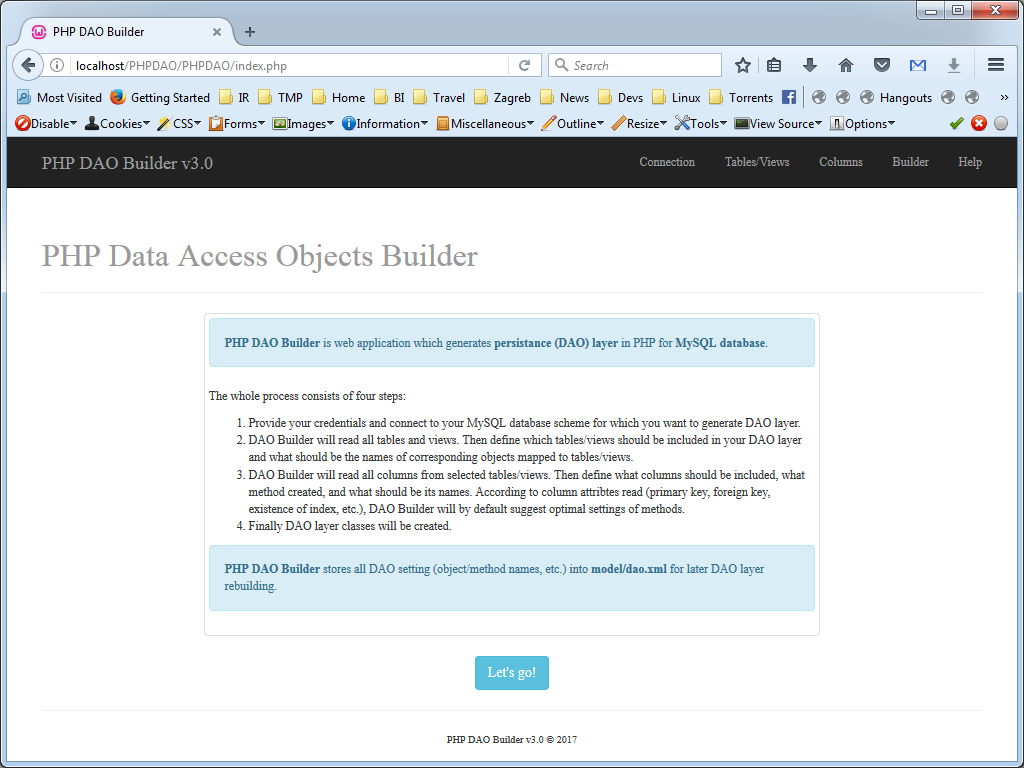 PHP DAO Builder
localhost/PHPDAO/PHPDAO/index.php
Search
Most Visited Getting Started IR TMP Home BI Travel Zagreb News Devs Linux Torrents Hangouts »
Disable Cookies CSS Forms Images Information Miscellaneous Outline Resize Tools View Source Options
PHP DAO Builder v3.0 Connection Tables/Views Columns Builder Help
PHP Data Access Objects Builder
PHP DAO Builder is web application which generates persistance (DAO) layer in PHP for MySQL database.
The whole process consists of four steps:
1. Provide your credentials and connect to your MySQL database scheme for which you want to generate DAO layer.
2. DAO Builder will read all tables and views. Then define which tables/views should be included in your DAO layer
and what should be the names of corresponding objects mapped to tables/views.
3. DAO Builder will read all columns from selected tables/views. Then define what columns should be included, what
method created, and what should be its names. According to column attribtes read (primary key, foreign key,
existence of index, etc.), DAO Builder will by default suggest optimal settings of methods.
4. Finally DAO layer classes will be created.
PHP DAO Builder stores all DAO setting (object/method names, etc.) into model/dao.xml for later DAO layer
rebuilding.
Let's go!
PHP DAO Builder v3.0 © 2017